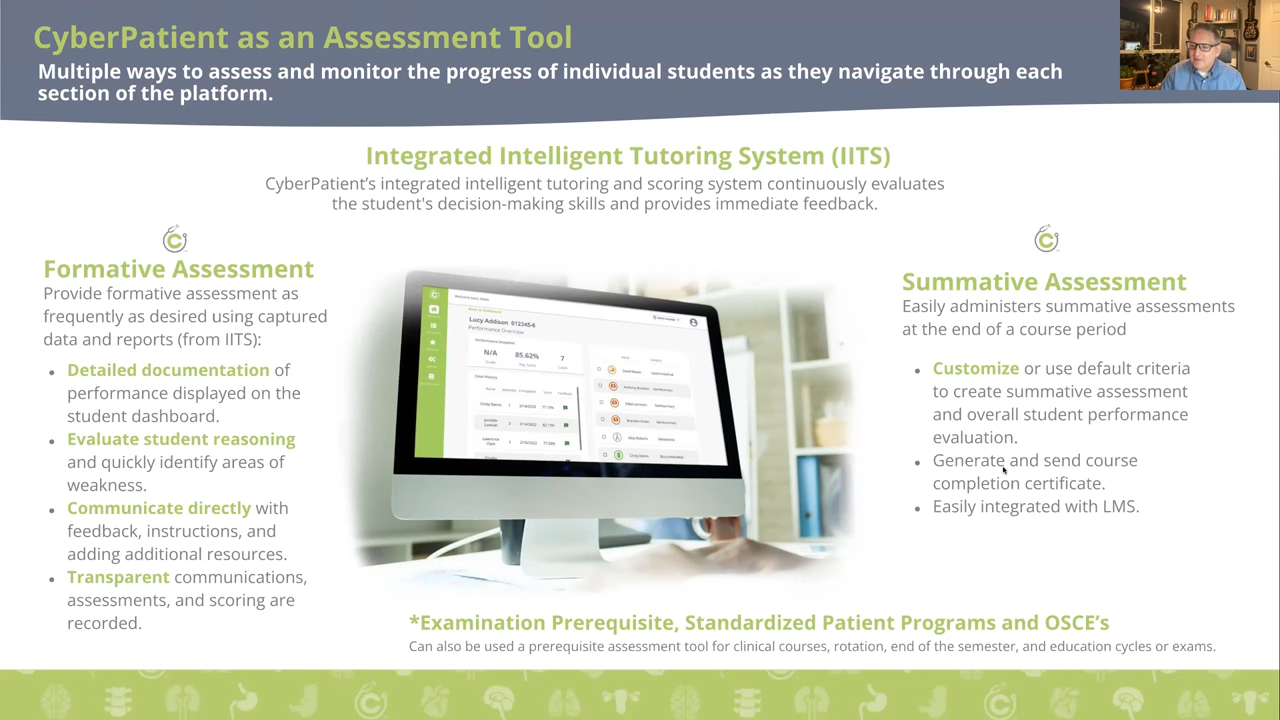 CyberPatient as an Assessment Tool
Multiple ways to assess and monitor the progress of individual students as they navigate through each
section of the platform.
Integrated Intelligent Tutoring System (IITS)
CyberPatient’s integrated intelligent tutoring and scoring system continuously evaluates
the student's decision-making skills and provides immediate feedback.
Formative Assessment
Provide formative assessment as
frequently as desired using captured
data and reports (from IITS):
• Detailed documentation of
performance displayed on the
student dashboard.
• Evaluate student reasoning
and quickly identify areas of
weakness.
• Communicate directly with
feedback, instructions, and
adding additional resources.
• Transparent communications,
assessments, and scoring are
recorded.
Lucy Addison 012345-6
Performance Overview
N/A 85.62% 7
Case History
Summative Assessment
Easily administers summative assessments
at the end of a course period
• Customize or use default criteria
to create summative assessment
and overall student performance
evaluation.
• Generate and send course
completion certificate.
• Easily integrated with LMS.
*Examination Prerequisite, Standardized Patient Programs and OSCE’s
Can also be used a prerequisite assessment tool for clinical courses, rotation, end of the semester, and education cycles or exams.